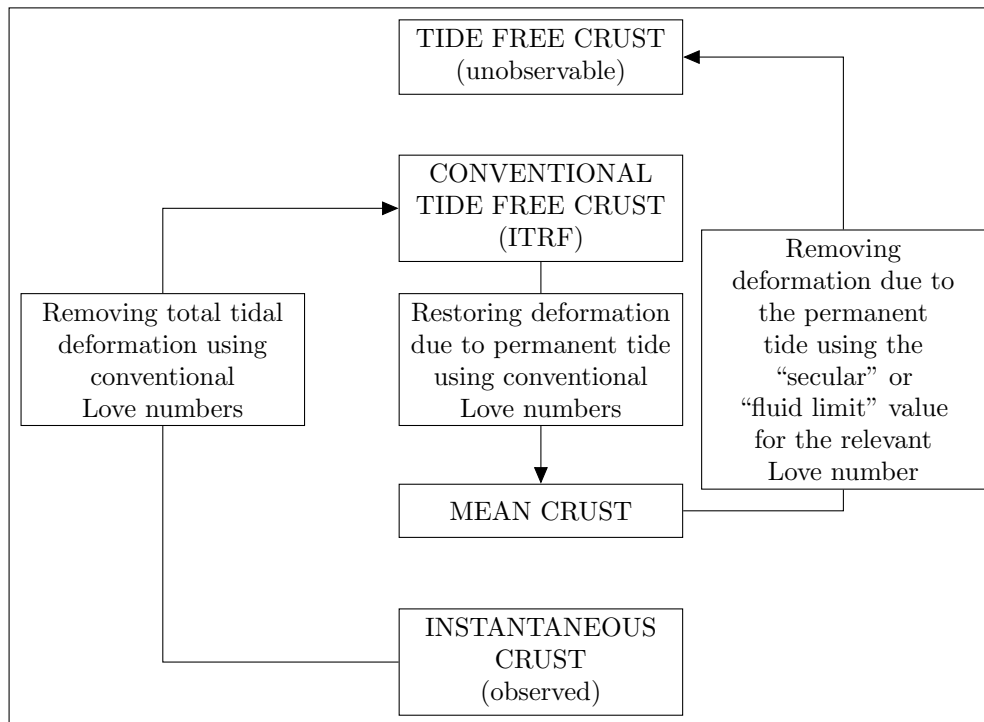 TIDE FREE CRUST
(unobservable)
CONVENTIONAL
TIDE FREE CRUST
(ITRF)
Removing
deformation due to
the permanent
tide using the
“secular” or
“fluid limit” value
for the relevant
Love number
Removing total tidal
deformation using
conventional
Love numbers
Restoring deformation
due to permanent tide
using conventional
Love numbers
MEAN CRUST
INSTANTANEOUS
CRUST
(observed)